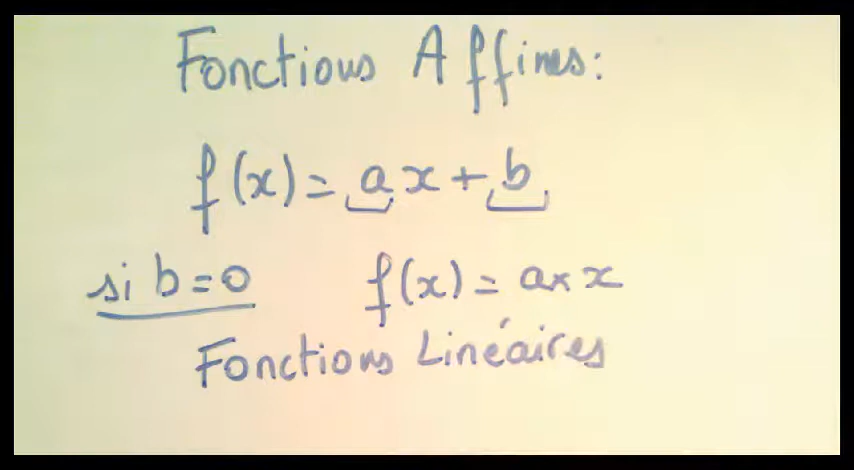 Fonctions Affines:
f(x) = ax + b
si b = 0 f(x) = a × x
Fonctions Linéaires